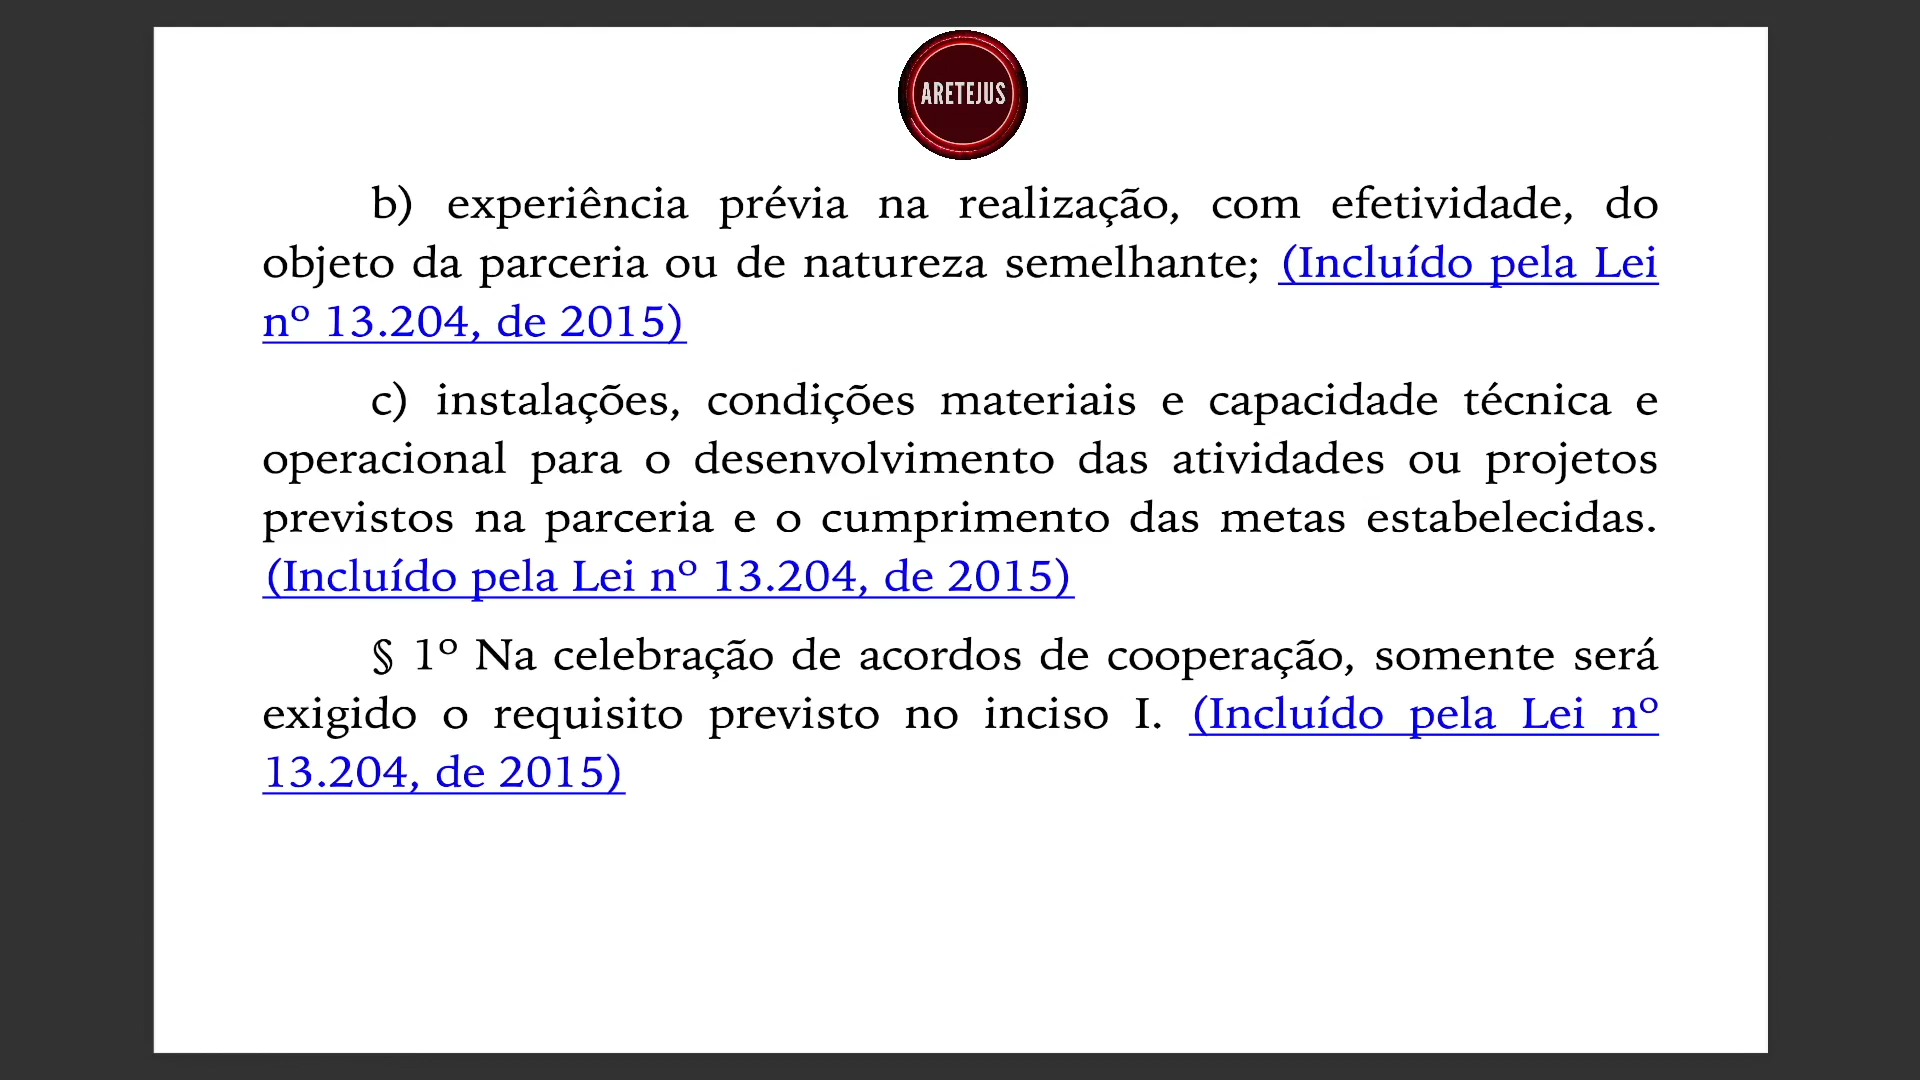 ARETEJUS
b) experiência prévia na realização, com efetividade, do
objeto da parceria ou de natureza semelhante; (Incluído pela Lei
nº 13.204, de 2015)
c) instalações, condições materiais e capacidade técnica e
operacional para o desenvolvimento das atividades ou projetos
previstos na parceria e o cumprimento das metas estabelecidas.
(Incluído pela Lei nº 13.204, de 2015)
§ 1º Na celebração de acordos de cooperação, somente será
exigido o requisito previsto no inciso I. (Incluído pela Lei nº
13.204, de 2015)